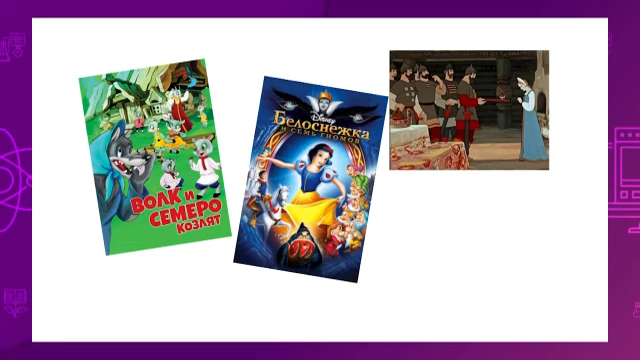 ВОЛК И
СЕМЕРО
КОЗЛЯТ
Disney
Белоснежка
и семь гномов